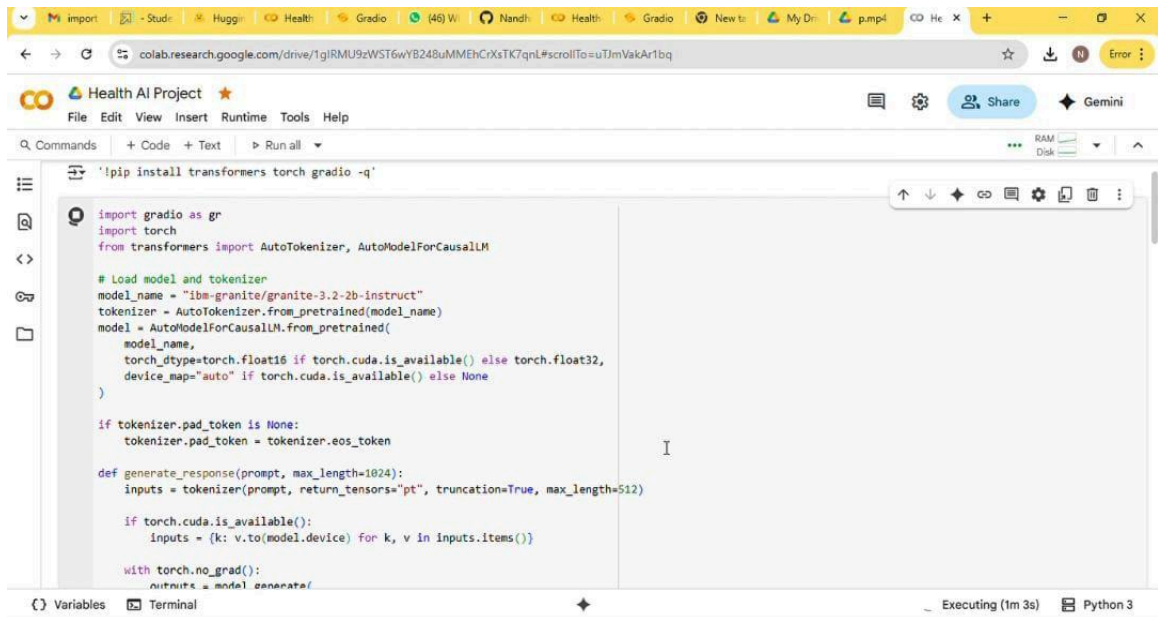 import
- Stude
Huggin
Health
Gradio
(46) W
Nandh
Health
Gradio
New ta
My Dri
p.mp4
He
colab.research.google.com/drive/1gIRMU9zWST6wYB248uMMEhCrXsTK7qnL#scrollTo=uTJmVakAr1bq
N
Error
CO
Health AI Project
File Edit View Insert Runtime Tools Help
Share
Gemini
Commands + Code + Text Run all
RAM
Disk
'!pip install transformers torch gradio -q'
import gradio as gr
import torch
from transformers import AutoTokenizer, AutoModelForCausalLM
# Load model and tokenizer
model_name = "ibm-granite/granite-3.2-2b-instruct"
tokenizer = AutoTokenizer.from_pretrained(model_name)
model = AutoModelForCausalLM.from_pretrained(
model_name,
torch_dtype=torch.float16 if torch.cuda.is_available() else torch.float32,
device_map="auto" if torch.cuda.is_available() else None
)
if tokenizer.pad_token is None:
tokenizer.pad_token = tokenizer.eos_token
def generate_response(prompt, max_length=1024):
inputs = tokenizer(prompt, return_tensors="pt", truncation=True, max_length=512)
if torch.cuda.is_available():
inputs = {k: v.to(model.device) for k, v in inputs.items()}
with torch.no_grad():
outputs = model.generate(
Variables Terminal
Executing (1m 3s) Python 3